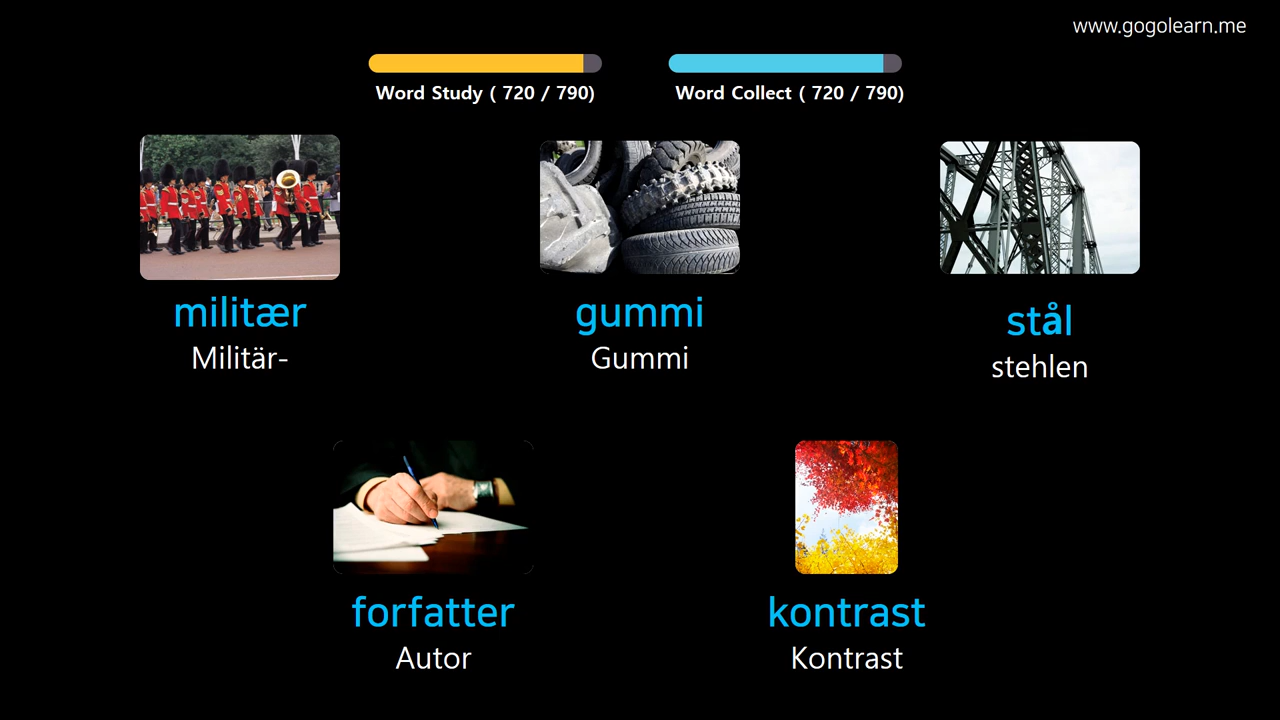 www.gogolearn.me
Word Study ( 720 / 790)
Word Collect ( 720 / 790)
militær
Militär-
gummi
Gummi
stål
stehlen
forfatter
Autor
kontrast
Kontrast